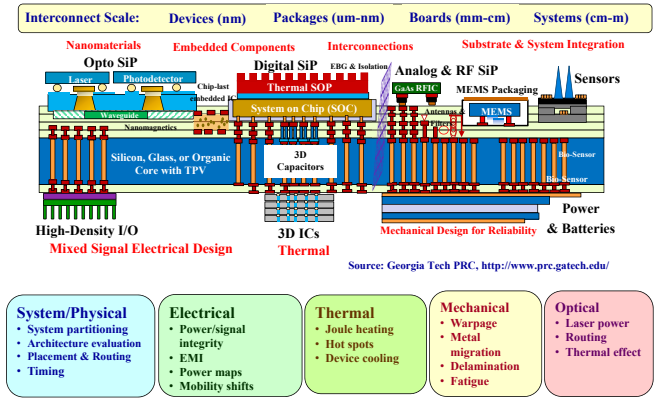 Interconnect Scale: Devices (nm) Packages (um-nm) Boards (mm-cm) Systems (cm-m)
Nanomaterials
Embedded Components
Interconnections
Substrate & System Integration
Opto SiP
Digital SiP
EBG & Isolation
Analog & RF SiP
Sensors
Laser
Photodetector
Chip-last
embedded IC
Thermal SOP
System on Chip (SOC)
GaAs RFIC
MEMS Packaging
MEMS
Antennas &
Filters
Waveguide
Nanomagnetics
Silicon, Glass, or Organic
Core with TPV
3D
Capacitors
Bio-Sensor
Bio-Sensor
High-Density I/O
3D ICs
Power
& Batteries
Mixed Signal Electrical Design
Thermal
Mechanical Design for Reliability
Source: Georgia Tech PRC, http://www.prc.gatech.edu/
System/Physical
• System partitioning
• Architecture evaluation
• Placement & Routing
• Timing
Electrical
• Power/signal
integrity
• EMI
• Power maps
• Mobility shifts
Thermal
• Joule heating
• Hot spots
• Device cooling
Mechanical
• Warpage
• Metal
migration
• Delamination
• Fatigue
Optical
• Laser power
• Routing
• Thermal effect